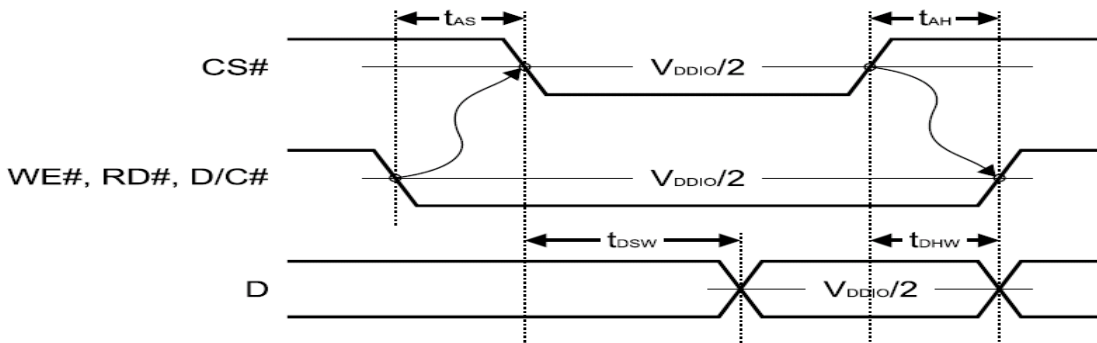 tAS tAH
CS# VDDIO/2
WE#, RD#, D/C# VDDIO/2
tDSW tDHW
D VDDIO/2